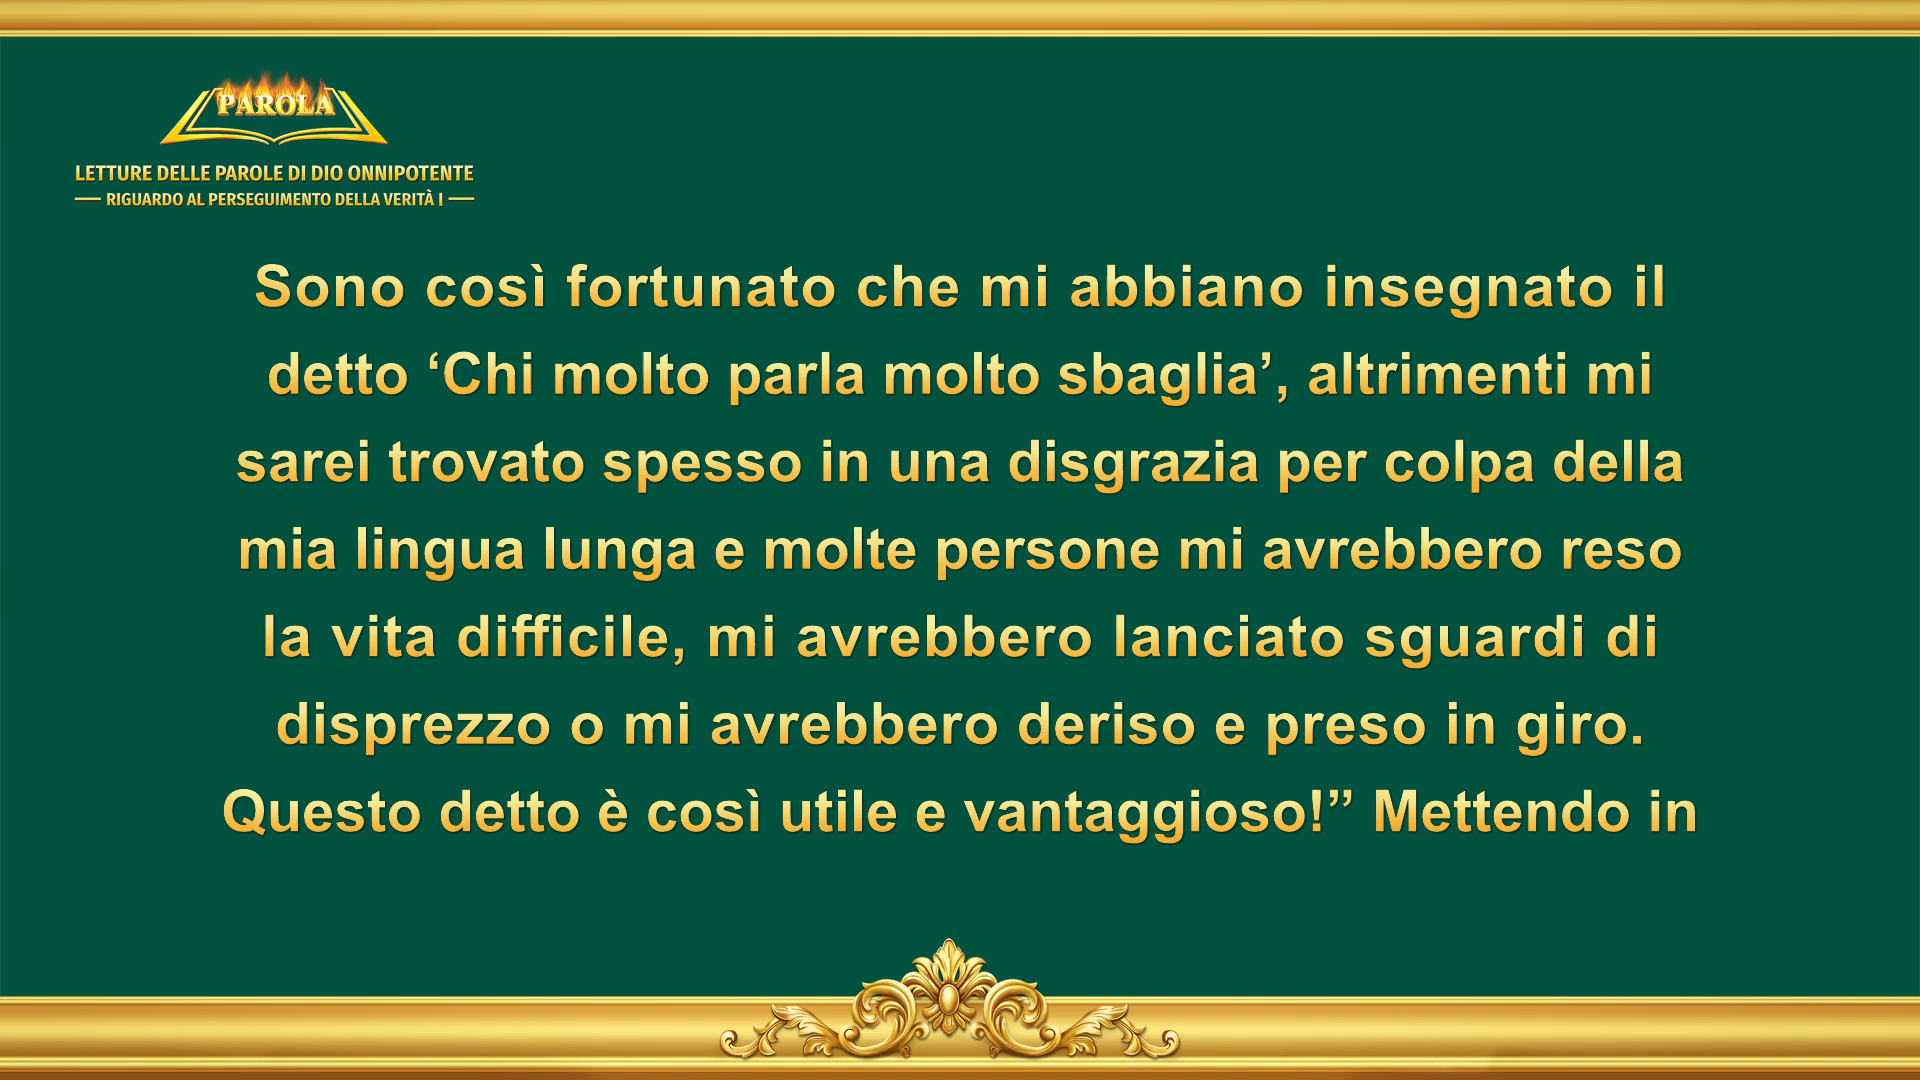 PAROLA
LETTURE DELLE PAROLE DI DIO ONNIPOTENTE
RIGUARDO AL PERSEGUIMENTO DELLA VERITÀ I
Sono così fortunato che mi abbiano insegnato il
detto ‘Chi molto parla molto sbaglia’, altrimenti mi
sarei trovato spesso in una disgrazia per colpa della
mia lingua lunga e molte persone mi avrebbero reso
la vita difficile, mi avrebbero lanciato sguardi di
disprezzo o mi avrebbero deriso e preso in giro.
Questo detto è così utile e vantaggioso!” Mettendo in